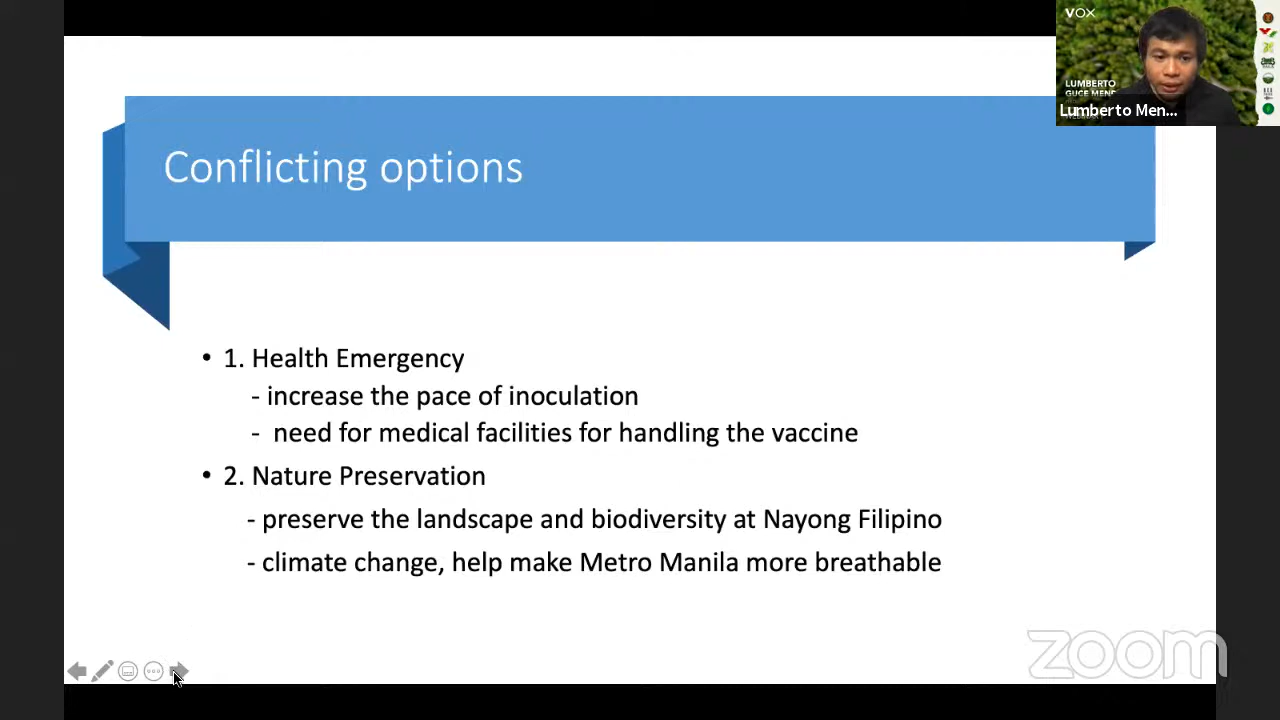 VOX
LUMBERTO
GUCE MEND
Lumberto Men...
Conflicting options
• 1. Health Emergency
- increase the pace of inoculation
- need for medical facilities for handling the vaccine
• 2. Nature Preservation
- preserve the landscape and biodiversity at Nayong Filipino
- climate change, help make Metro Manila more breathable
zoom